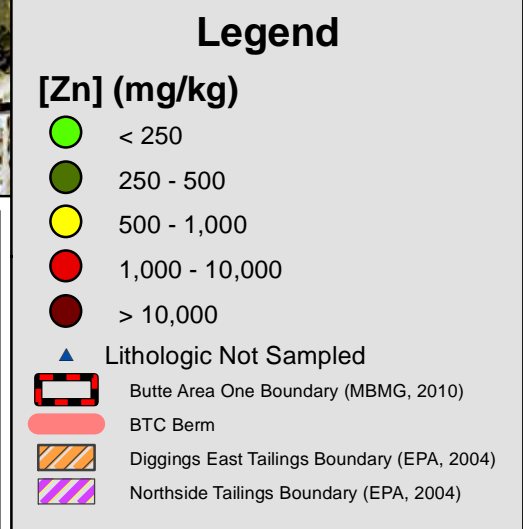 Legend
[Zn] (mg/kg)
< 250
250 - 500
500 - 1,000
1,000 - 10,000
> 10,000
Lithologic Not Sampled
Butte Area One Boundary (MBMG, 2010)
BTC Berm
Diggings East Tailings Boundary (EPA, 2004)
Northside Tailings Boundary (EPA, 2004)